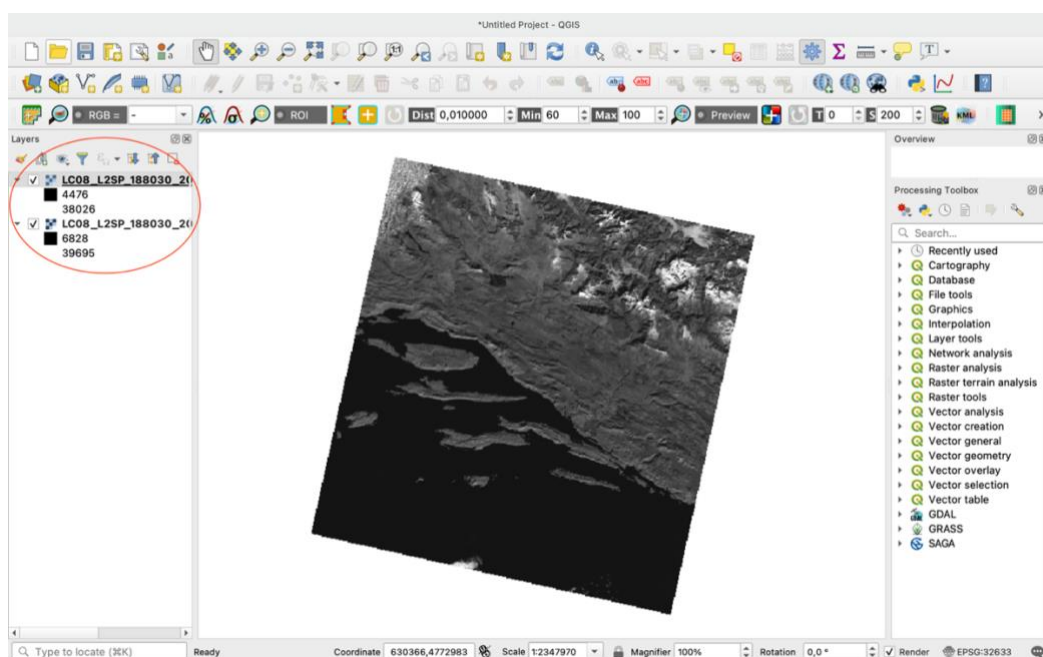 *Untitled Project - QGIS
RGB = - ROI Dist 0,010000 Min 60 Max 100 Preview T 0 S 200 KML
Layers
LC08_L2SP_188030_20
4476
38026
LC08_L2SP_188030_20
6828
39695
Overview
Processing Toolbox
Search...
Recently used
Cartography
Database
File tools
Graphics
Interpolation
Layer tools
Network analysis
Raster analysis
Raster terrain analysis
Raster tools
Vector analysis
Vector creation
Vector general
Vector geometry
Vector overlay
Vector selection
Vector table
GDAL
GRASS
SAGA
Type to locate (⌘K) Ready Coordinate 630366,4772983 Scale 1:2347970 Magnifier 100% Rotation 0,0 ° Render EPSG:32633